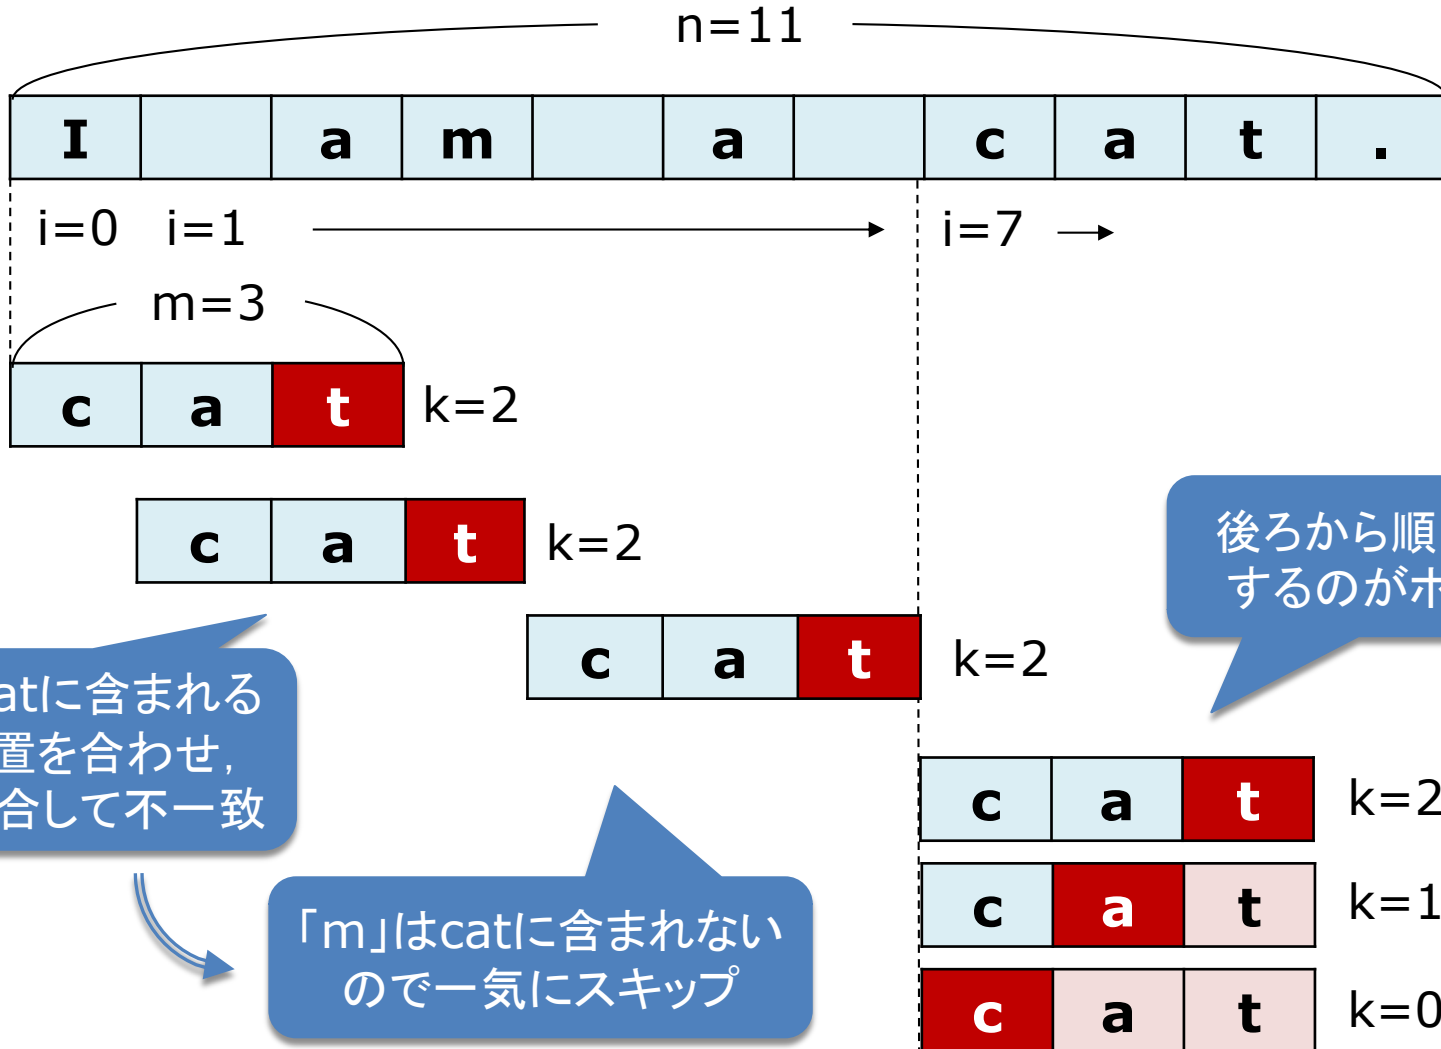 n=11
I a m a c a t .
i=0 i=1 i=7
m=3
c a t k=2
c a t k=2
後ろから順
するのがポ
c a t k=2
atに含まれる
置を合わせ，
合して不一致
c a t k=2
「m」はcatに含まれない
ので一気にスキップ
c a t k=1
c a t k=0